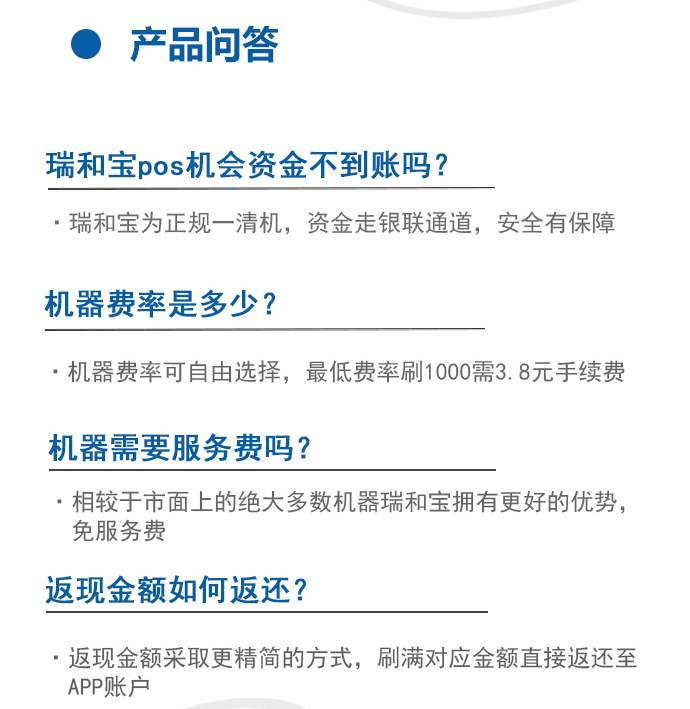 产品问答
瑞和宝pos机会资金不到账吗?
·瑞和宝为正规一清机，资金走银联通道，安全有保障
机器费率是多少?
·机器费率可自由选择，最低费率刷1000需3.8元手续费
机器需要服务费吗?
·相较于市面上的绝大多数机器瑞和宝拥有更好的优势，
免服务费
返现金额如何返还?
·返现金额采取更精简的方式，刷满对应金额直接返还至
APP账户